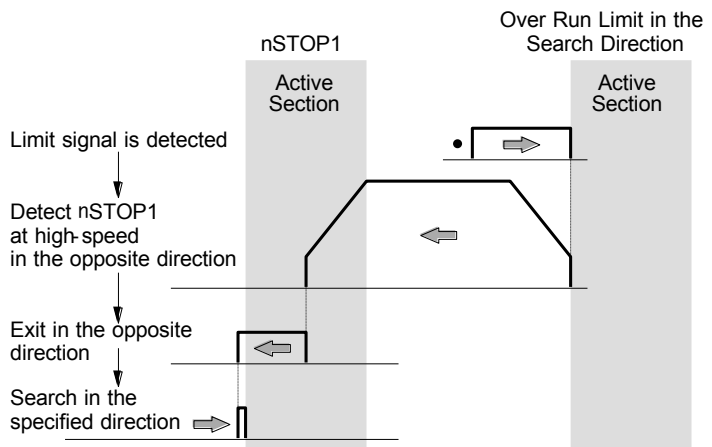 Over Run Limit in the
Search Direction
nSTOP1
Active
Section
Active
Section
Limit signal is detected
Detect nSTOP1
at high-speed
in the opposite direction
Exit in the opposite
direction
Search in the
specified direction